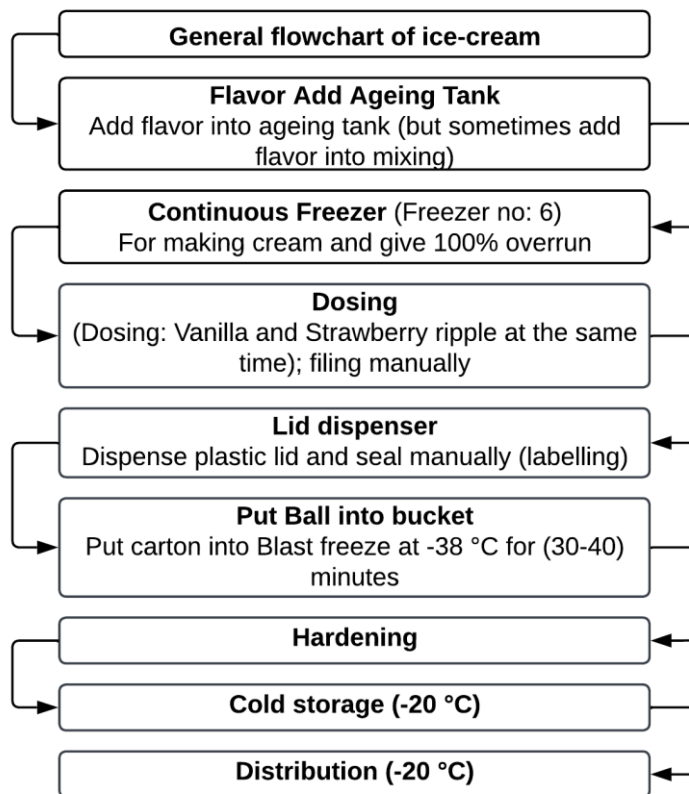 General flowchart of ice-cream
Flavor Add Ageing Tank
Add flavor into ageing tank (but sometimes add
flavor into mixing)
Continuous Freezer (Freezer no: 6)
For making cream and give 100% overrun
Dosing
(Dosing: Vanilla and Strawberry ripple at the same
time); filing manually
Lid dispenser
Dispense plastic lid and seal manually (labelling)
Put Ball into bucket
Put carton into Blast freeze at -38 °C for (30-40)
minutes
Hardening
Cold storage (-20 °C)
Distribution (-20 °C)